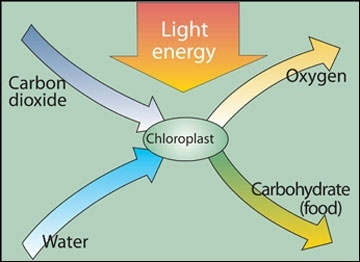 Light
energy
Carbon
dioxide
Oxygen
Chloroplast
Water
Carbohydrate
(food)